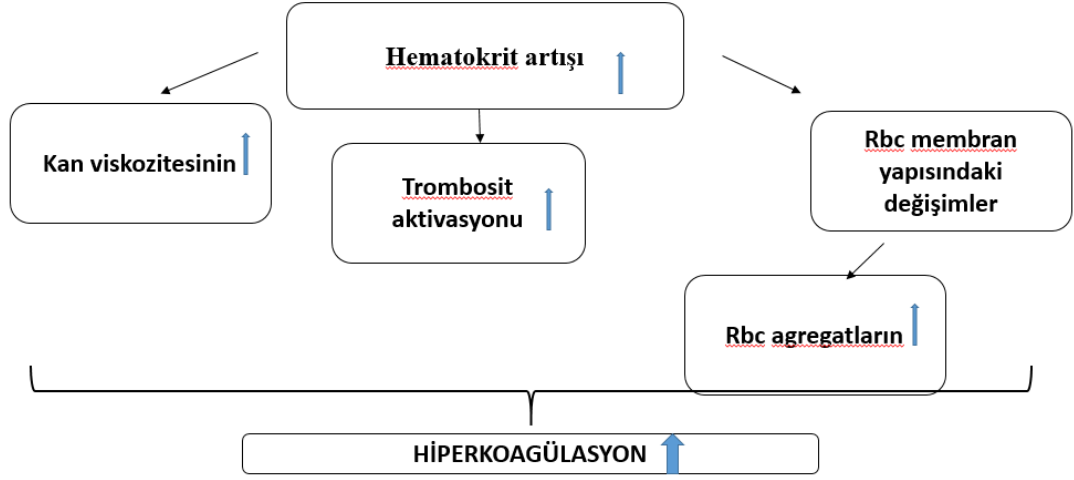 Hematokrit artışı
Kan viskozitesinin
Trombosit
aktivasyonu
Rbc membran
yapısındaki
değişimler
Rbc agregatların
HİPERKOAGÜLASYON